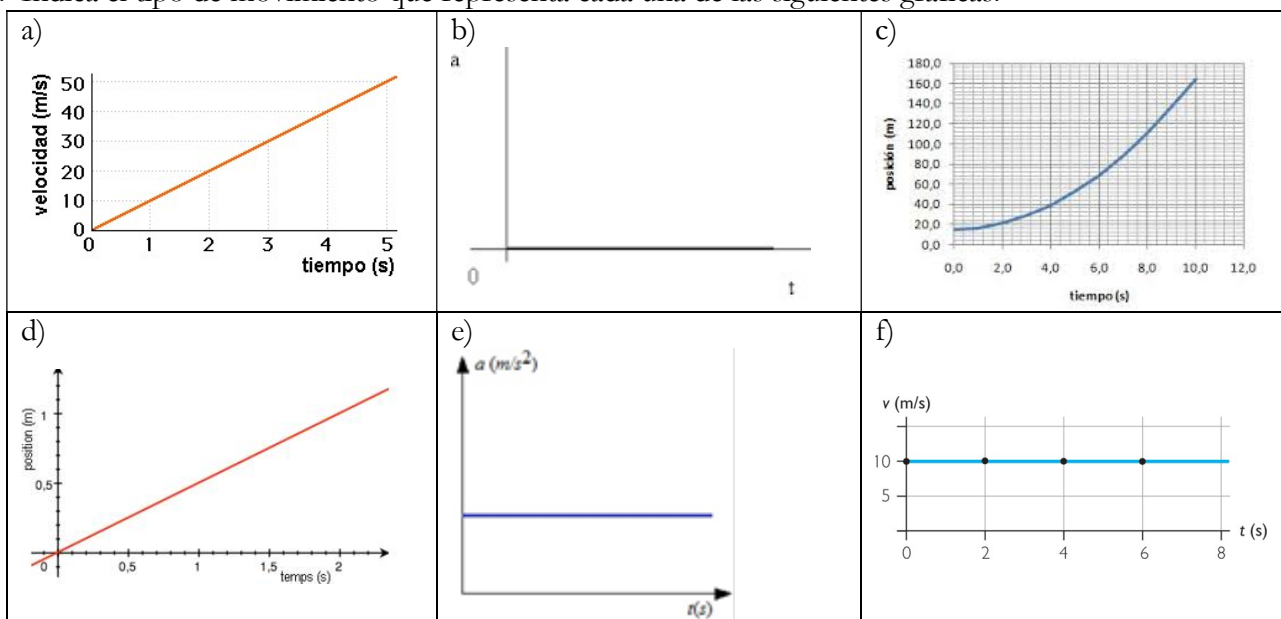 Indica el tipo de movimiento que representa cada una de las siguientes gráficas.
a)
velocidad (m/s)
50
40
30
20
10
0
0 1 2 3 4 5
tiempo (s)
b)
a
0
t
c)
posición (m)
180,0
160,0
140,0
120,0
100,0
80,0
60,0
40,0
20,0
0,0
0,0 2,0 4,0 6,0 8,0 10,0 12,0
tiempo (s)
d)
position (m)
1
0,5
0 0,5 1 1,5 2
temps (s)
e)
a (m/s²)
t(s)
f)
v (m/s)
10
5
t (s)
0 2 4 6 8